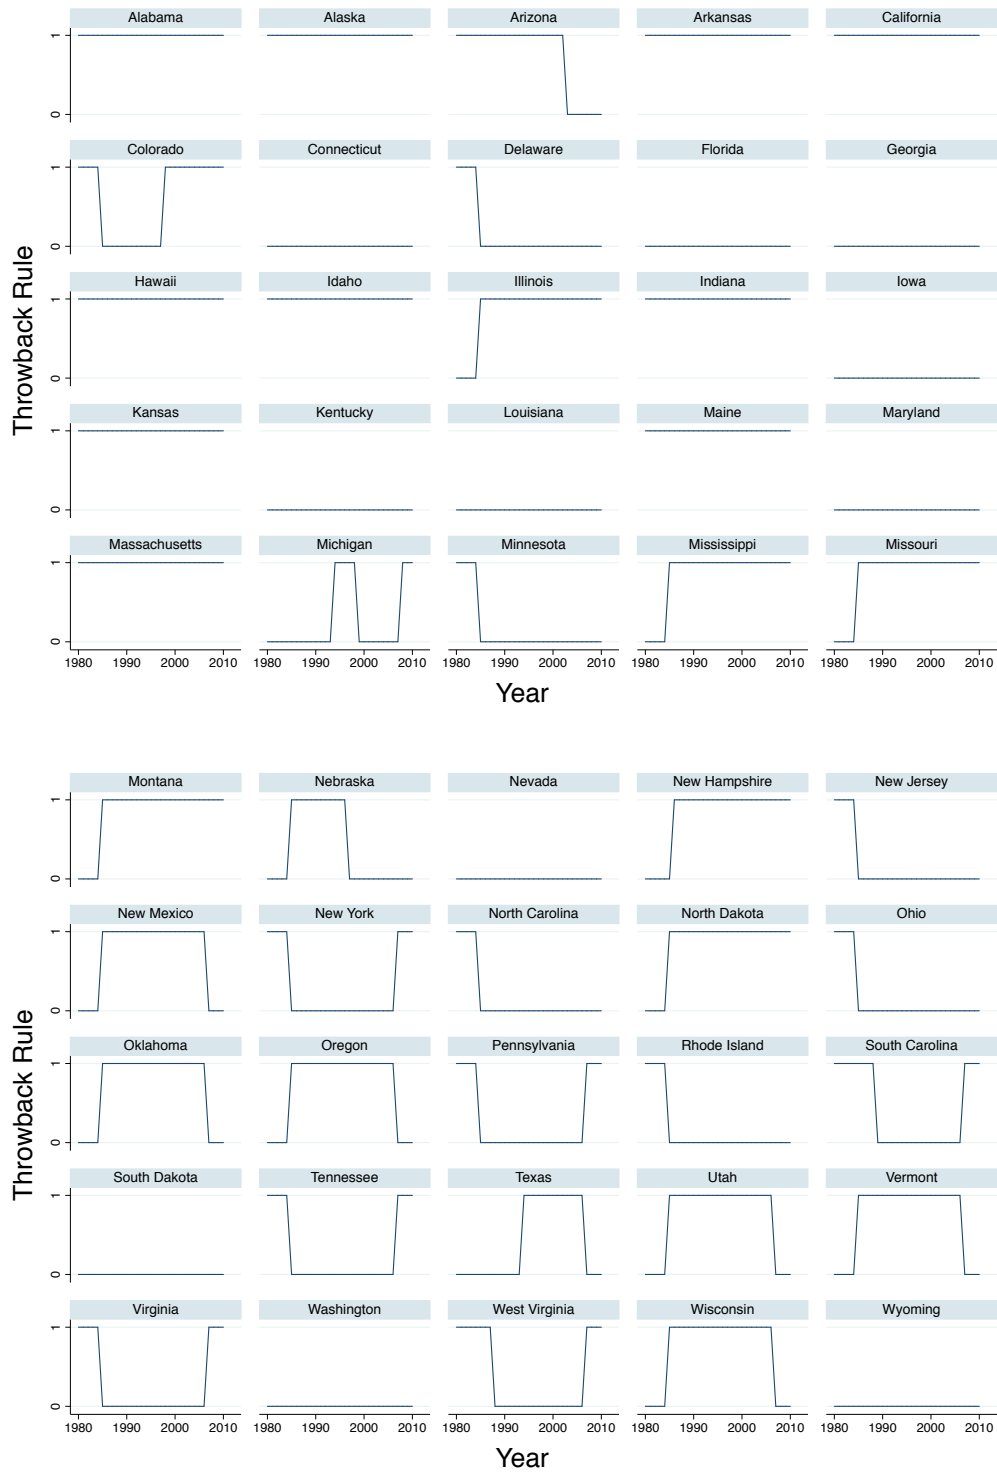 Alabama Alaska Arizona Arkansas California
1
0
Colorado Connecticut Delaware Florida Georgia
1
0
Hawaii Idaho Illinois Indiana Iowa
1
0
Kansas Kentucky Louisiana Maine Maryland
1
0
Massachusetts Michigan Minnesota Mississippi Missouri
1
0
Throwback Rule
1980 1990 2000 2010 1980 1990 2000 2010 1980 1990 2000 2010 1980 1990 2000 2010 1980 1990 2000 2010
Year
Montana Nebraska Nevada New Hampshire New Jersey
1
0
New Mexico New York North Carolina North Dakota Ohio
1
0
Oklahoma Oregon Pennsylvania Rhode Island South Carolina
1
0
South Dakota Tennessee Texas Utah Vermont
1
0
Virginia Washington West Virginia Wisconsin Wyoming
1
0
Throwback Rule
1980 1990 2000 2010 1980 1990 2000 2010 1980 1990 2000 2010 1980 1990 2000 2010 1980 1990 2000 2010
Year